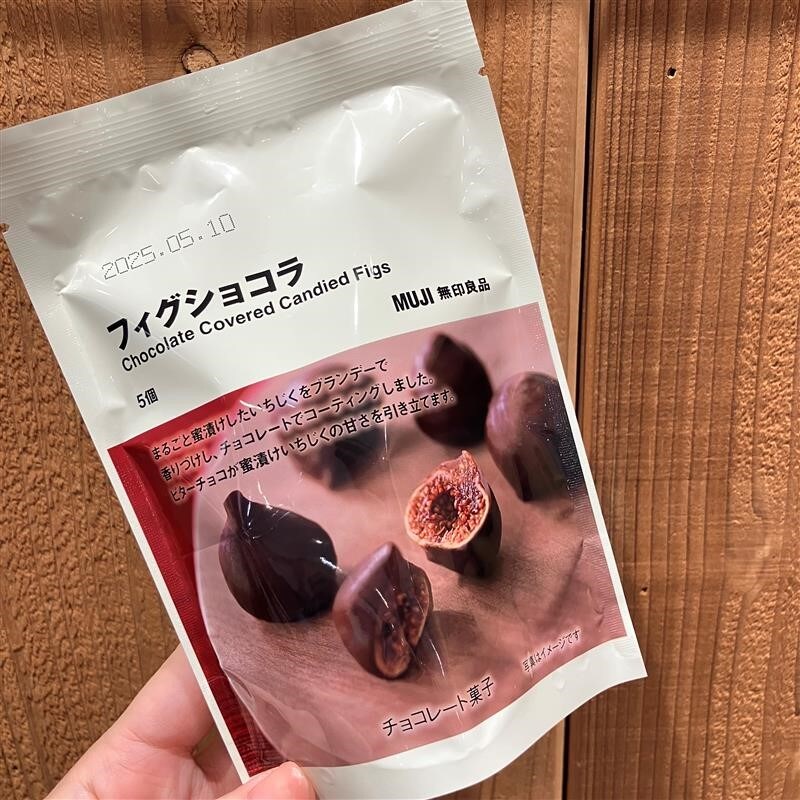 2025.05.10
フィグショコラ
Chocolate Covered Candied Figs
MUJI 無印良品
5個
まるごと蜜漬けしたいちじくをブランデーで
香りづけし、チョコレートでコーティングしました。
ビターチョコが蜜漬けいちじくの甘さを引き立てます。
写真はイメージです
チョコレート菓子